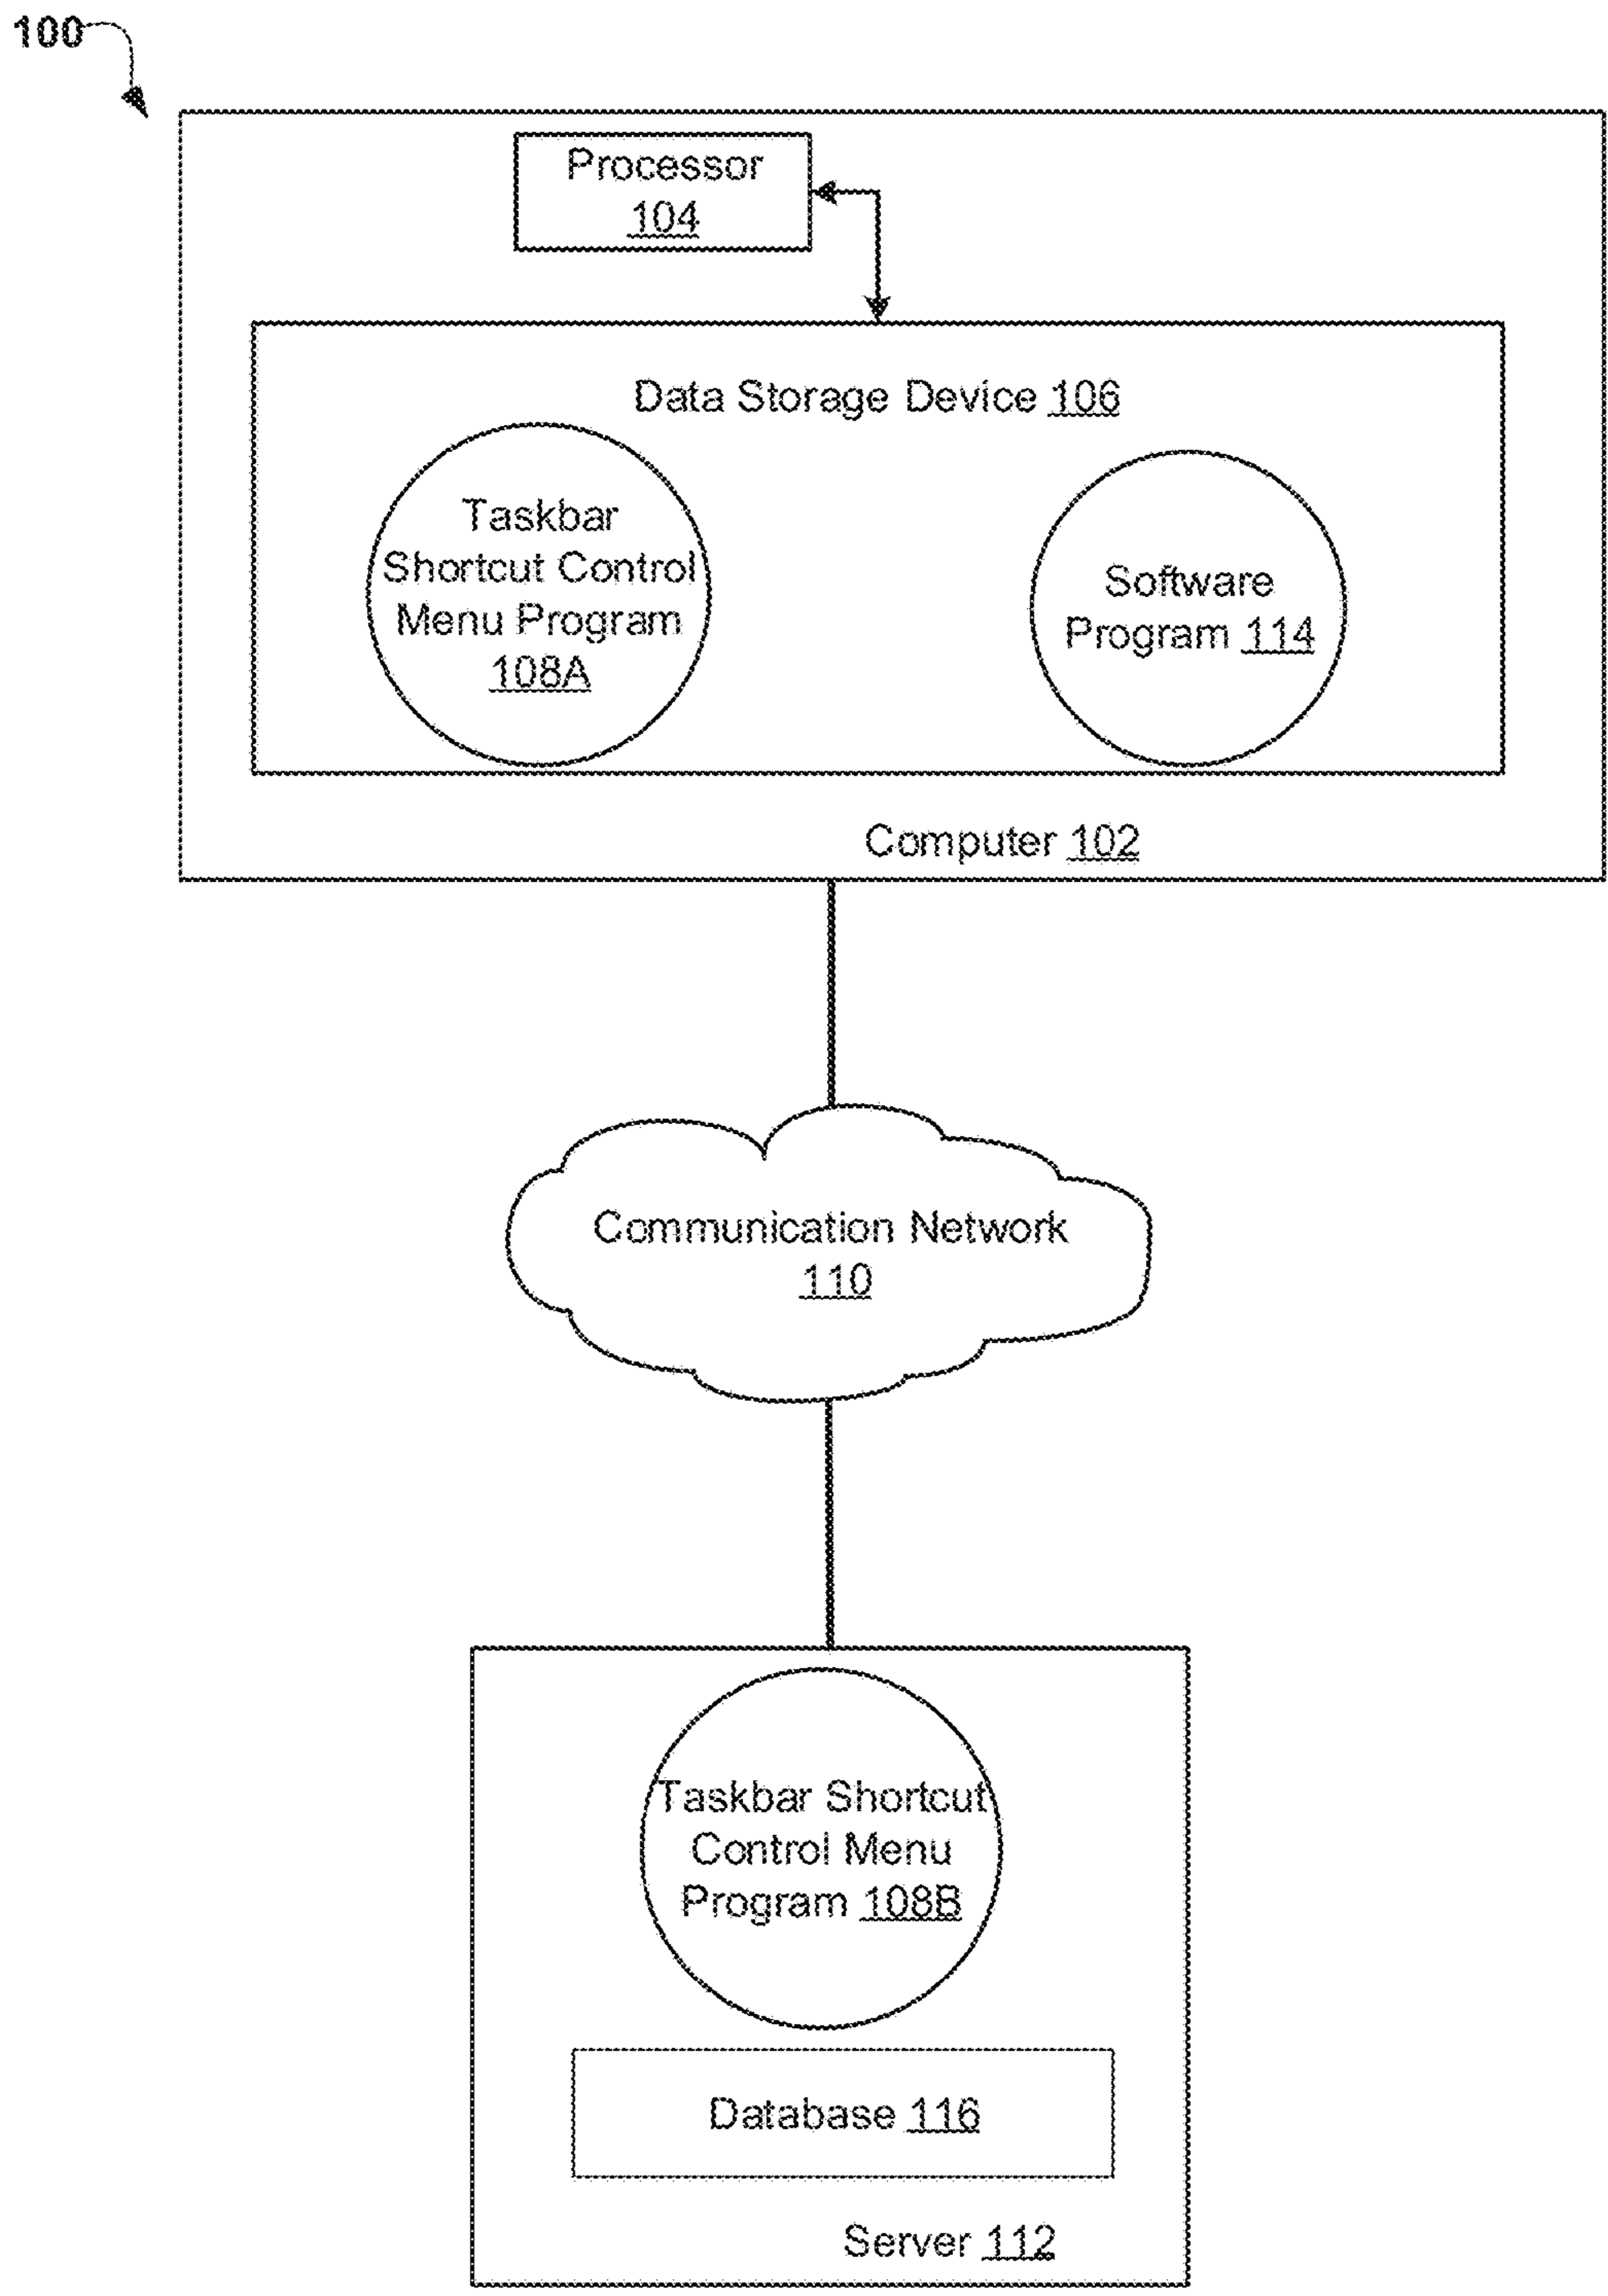 100
Processor
104
Data Storage Device 106
Taskbar
Shortcut Control
Menu Program
108A
Software
Program 114
Computer 102
Communication Network
110
Taskbar Shortcut
Control Menu
Program 108B
Database 116
Server 112